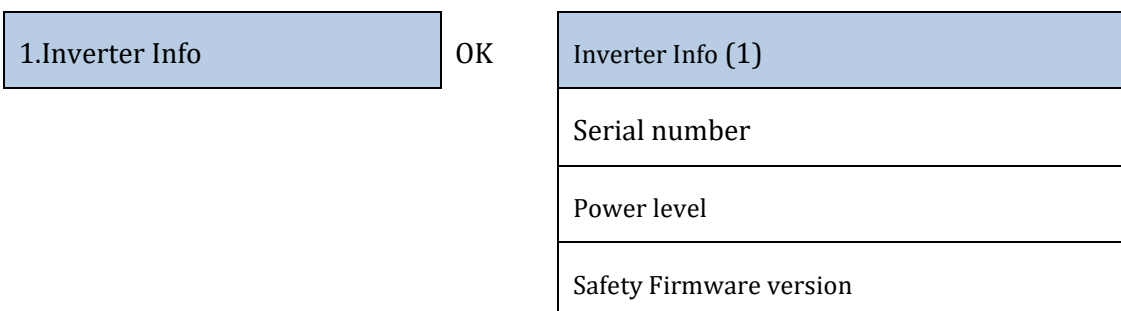 1.Inverter Info
OK
Inverter Info (1)
Serial number
Power level
Safety Firmware version